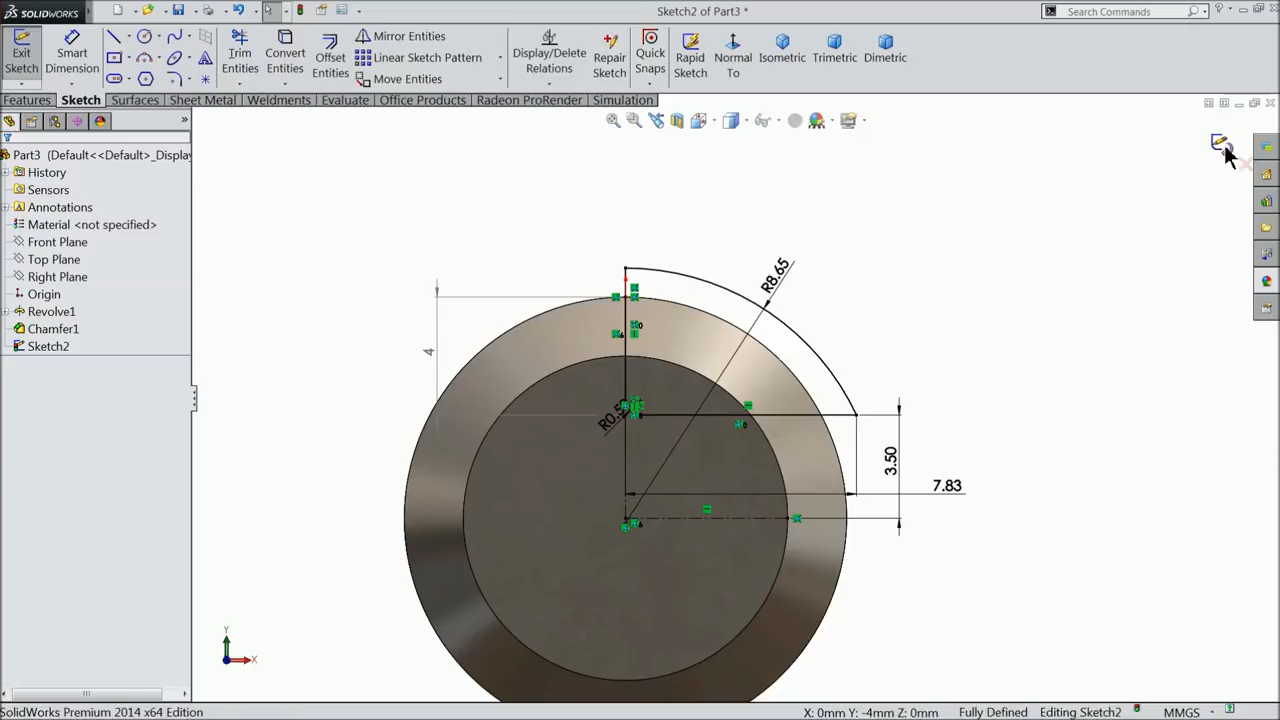 SOLIDWORKS
Sketch2 of Part3 *
Search Commands
Exit Sketch
Smart Dimension
Trim Entities
Convert Entities
Offset Entities
Mirror Entities
Linear Sketch Pattern
Move Entities
Display/Delete Relations
Repair Sketch
Quick Snaps
Rapid Sketch
Normal To
Isometric
Trimetric
Dimetric
Features
Sketch
Surfaces
Sheet Metal
Weldments
Evaluate
Office Products
Radeon ProRender
Simulation
Part3 (Default<<Default>_Display
History
Sensors
Annotations
Material <not specified>
Front Plane
Top Plane
Right Plane
Origin
Revolve1
Chamfer1
Sketch2
R8.65
4
3.50
7.83
Y
X
SolidWorks Premium 2014 x64 Edition
X: 0mm Y: -4mm Z: 0mm
Fully Defined
Editing Sketch2
MMGS